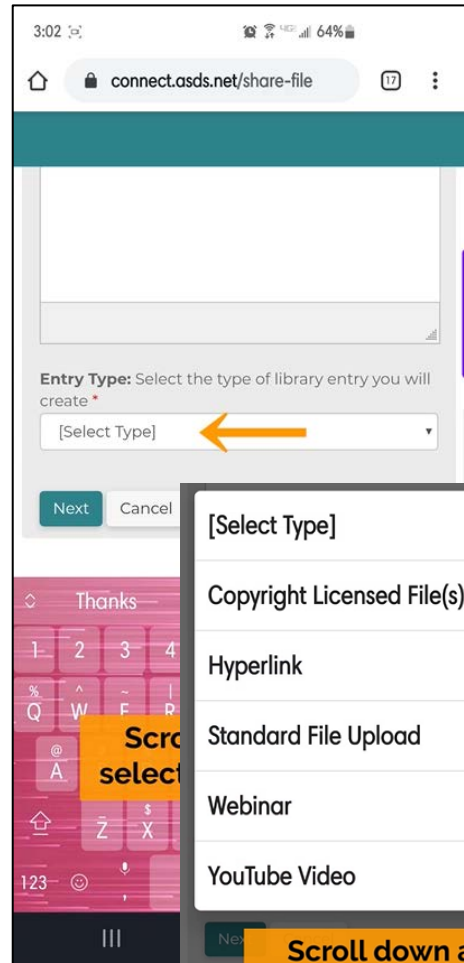 3:02 64%
connect.asds.net/share-file 17
Entry Type: Select the type of library entry you will
create *
[Select Type]
Next Cancel
[Select Type]
Copyright Licensed File(s)
Hyperlink
Standard File Upload
Webinar
YouTube Video
Thanks
1 2 3 4
% ^ ~ |
Q W
@
A
$
Z X
123
Scroll down